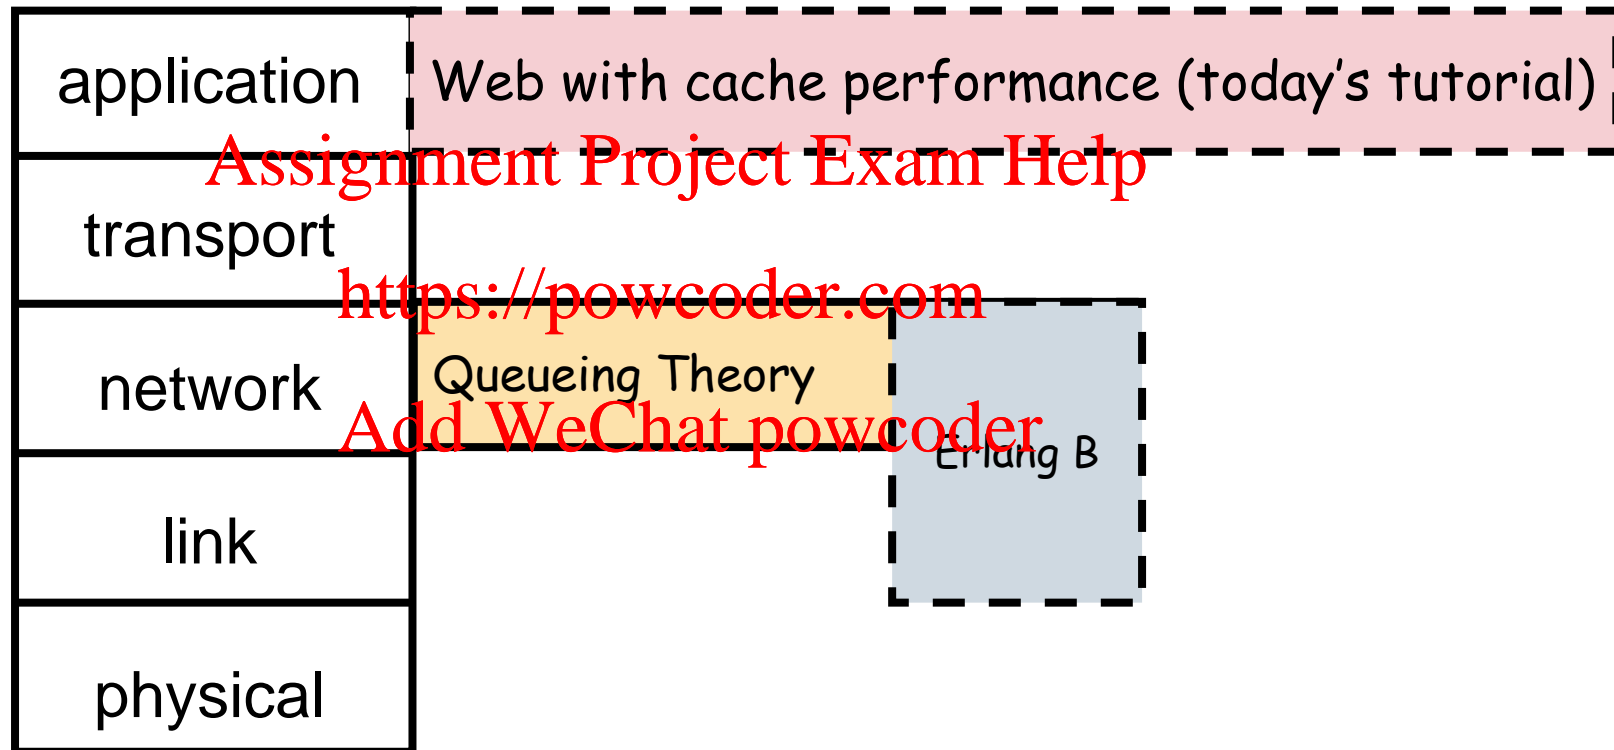 application
Web with cache performance (today's tutorial)
Assignment Project Exam Help
transport
https://powcoder.com
network
Queueing Theory
Add WeChat powcoder
Erlang B
link
physical